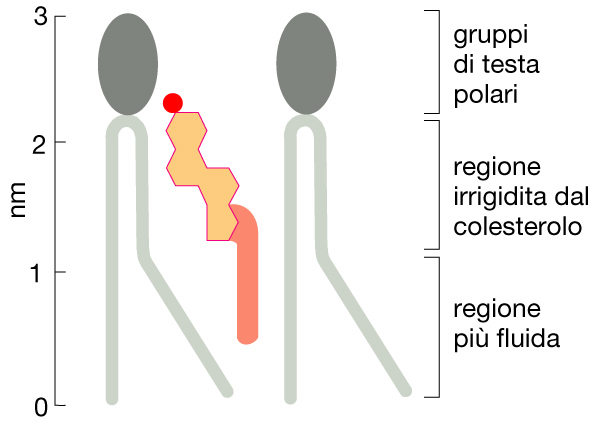 3
2
1
0
nm
gruppi
di testa
polari
regione
irrigidita dal
colesterolo
regione
più fluida